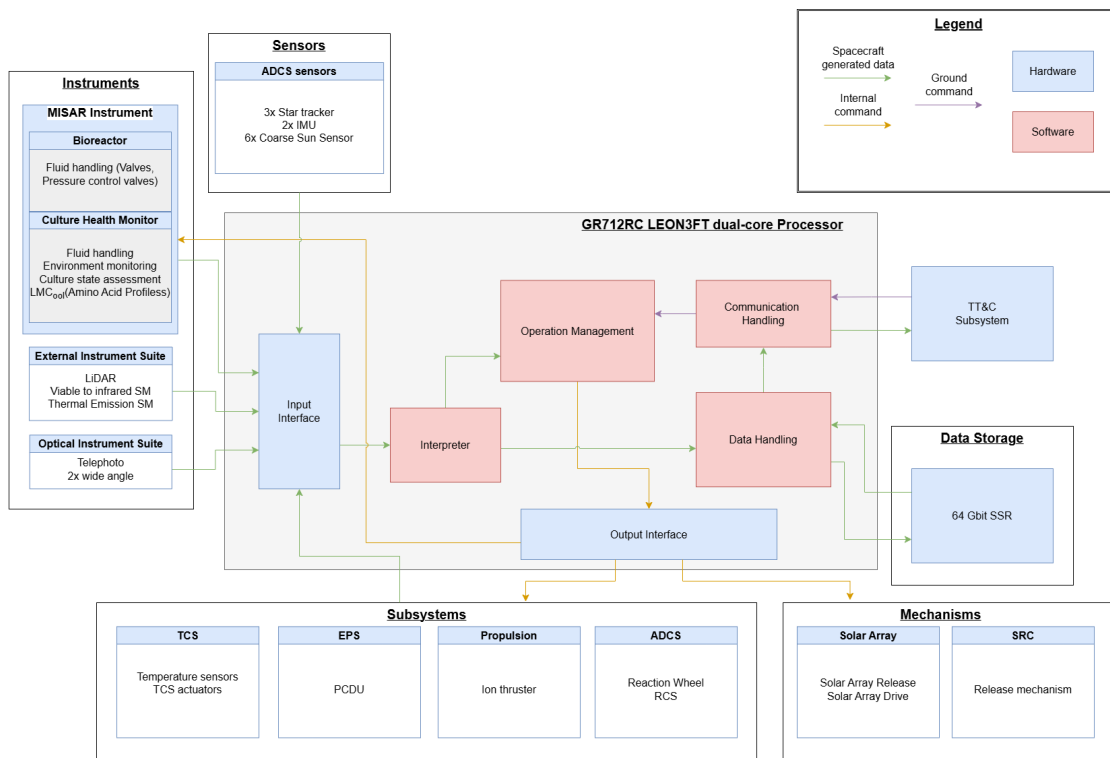 Sensors
ADCS sensors
3x Star tracker
2x IMU
6x Coarse Sun Sensor
Legend
Spacecraft
generated data
Ground
command
Internal
command
Hardware
Software
Instruments
MISAR Instrument
Bioreactor
Fluid handling (Valves,
Pressure control valves)
Culture Health Monitor
Fluid handling
Environment monitoring
Culture state assessment
LMCool(Amino Acid Profiless)
External Instrument Suite
LiDAR
Viable to infrared SM
Thermal Emission SM
Optical Instrument Suite
Telephoto
2x wide angle
GR712RC LEON3FT dual-core Processor
Input
Interface
Interpreter
Operation Management
Communication
Handling
Data Handling
Output Interface
TT&C
Subsystem
Data Storage
64 Gbit SSR
Subsystems
TCS
Temperature sensors
TCS actuators
EPS
PCDU
Propulsion
Ion thruster
ADCS
Reaction Wheel
RCS
Mechanisms
Solar Array
Solar Array Release
Solar Array Drive
SRC
Release mechanism